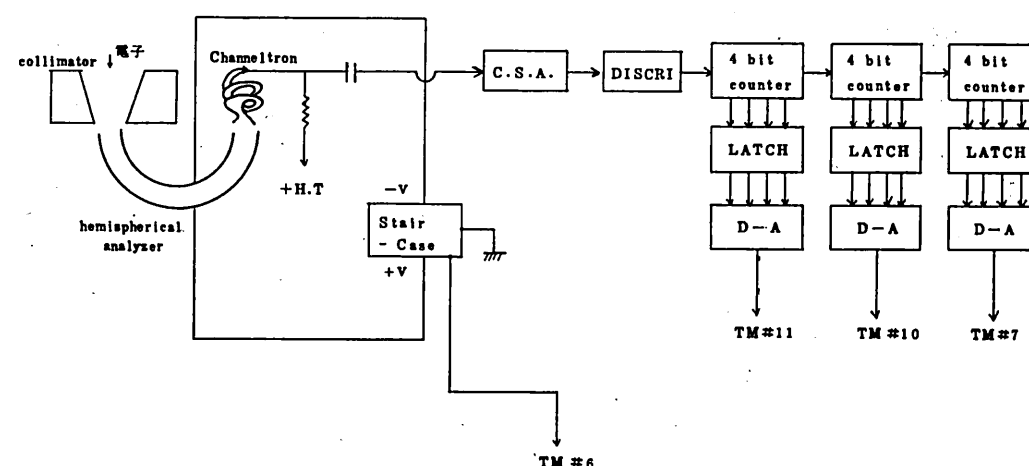 電子
collimator
Channeltron
C.S.A.
DISCRI
4 bit
counter
4 bit
counter
4 bit
counter
LATCH
LATCH
LATCH
+H.T
-V
Stair
- Case
+V
hemispherical
analyzer
D-A
D-A
D-A
TM#11
TM#10
TM#7
TM#6